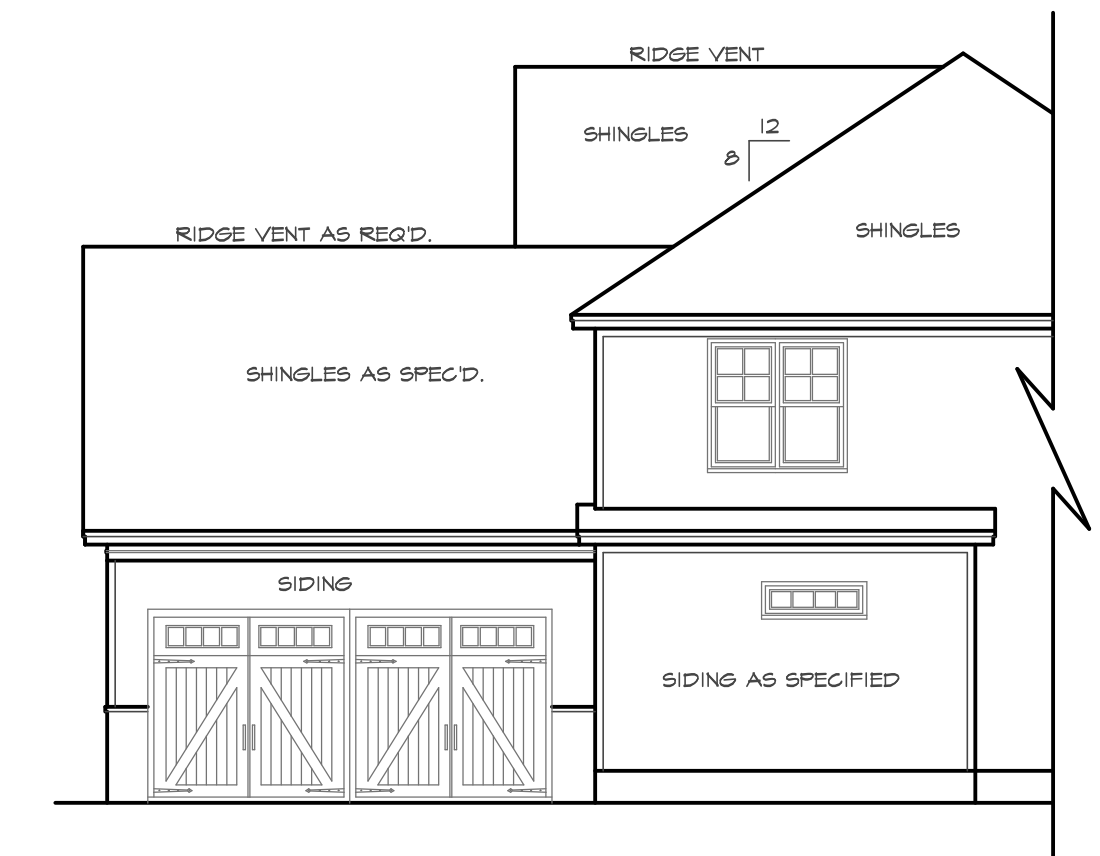 RIDGE VENT
SHINGLES
12
8
RIDGE VENT AS REQ'D.
SHINGLES
SHINGLES AS SPEC'D.
SIDING
SIDING AS SPECIFIED